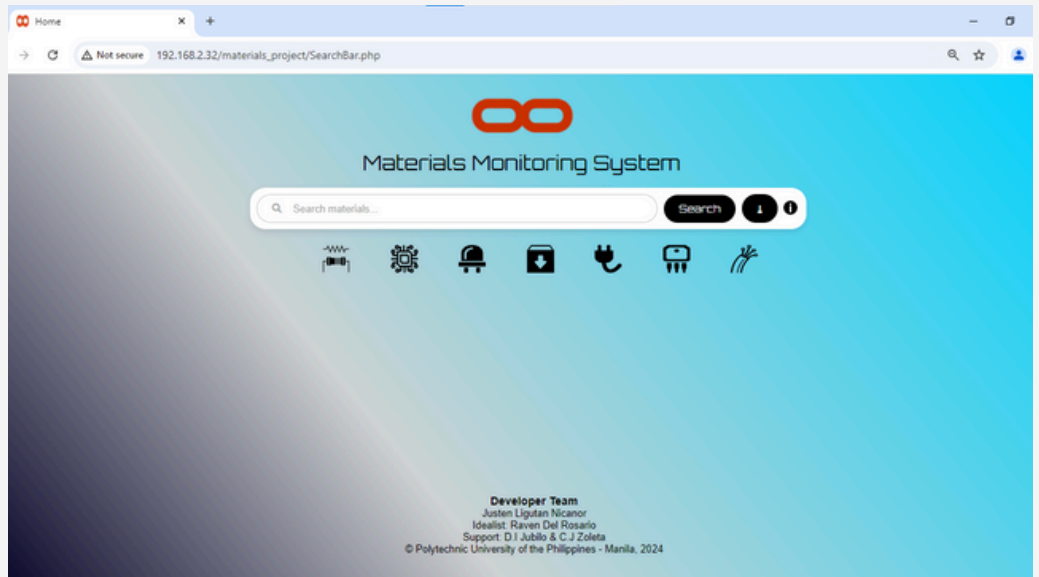 Home
Not secure 192.168.2.32/materials_project/SearchBar.php
Materials Monitoring System
Search materials...
Search
Developer Team
Justen Ligutan Nicanor
Idealist: Raven Del Rosario
Support: D.I Jubilo & C.J Zoleta
© Polytechnic University of the Philippines - Manila, 2024